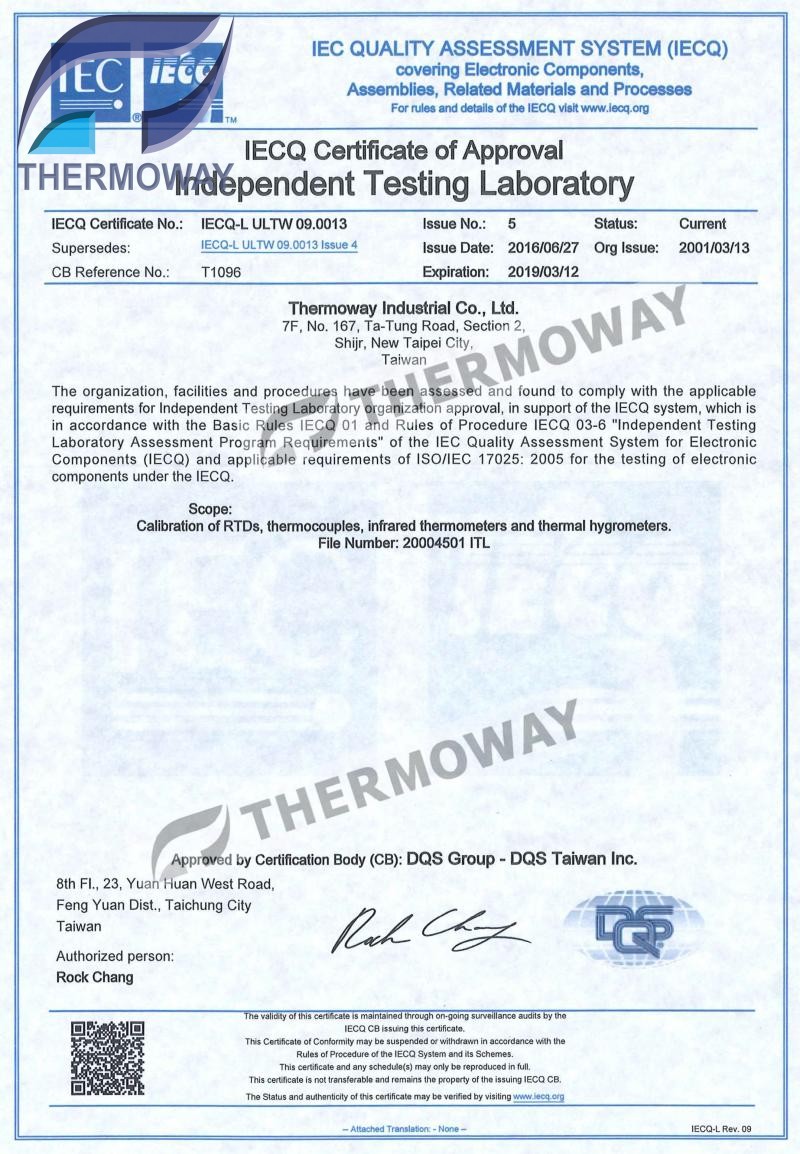 IEC IECQ
® TM
THERMOWAY
IEC QUALITY ASSESSMENT SYSTEM (IECQ)
covering Electronic Components,
Assemblies, Related Materials and Processes
For rules and details of the IECQ visit www.iecq.org
IECQ Certificate of Approval
Independent Testing Laboratory
IECQ Certificate No.: IECQ-L ULTW 09.0013 Issue No.: 5 Status: Current
Supersedes: IECQ-L ULTW 09.0013 Issue 4 Issue Date: 2016/06/27 Org Issue: 2001/03/13
CB Reference No.: T1096 Expiration: 2019/03/12
Thermoway Industrial Co., Ltd.
7F, No. 167, Ta-Tung Road, Section 2,
Shijr, New Taipei City,
Taiwan
THERMOWAY
The organization, facilities and procedures have been assessed and found to comply with the applicable
requirements for Independent Testing Laboratory organization approval, in support of the IECQ system, which is
in accordance with the Basic Rules IECQ 01 and Rules of Procedure IECQ 03-6 "Independent Testing
Laboratory Assessment Program Requirements" of the IEC Quality Assessment System for Electronic
Components (IECQ) and applicable requirements of ISO/IEC 17025: 2005 for the testing of electronic
components under the IECQ.
Scope:
Calibration of RTDs, thermocouples, infrared thermometers and thermal hygrometers.
File Number: 20004501 ITL
THERMOWAY
Approved by Certification Body (CB): DQS Group - DQS Taiwan Inc.
8th Fl., 23, Yuan Huan West Road,
Feng Yuan Dist., Taichung City
Taiwan
Rock Chang
DQS
Authorized person:
Rock Chang
The validity of this certificate is maintained through on-going surveillance audits by the
IECQ CB issuing this certificate.
This Certificate of Conformity may be suspended or withdrawn in accordance with the
Rules of Procedure of the IECQ System and its Schemes.
This certificate and any schedule(s) may only be reproduced in full.
This certificate is not transferable and remains the property of the issuing IECQ CB.
The Status and authenticity of this certificate may be verified by visiting www.iecq.org
– Attached Translation: - None –
IECQ-L Rev. 09